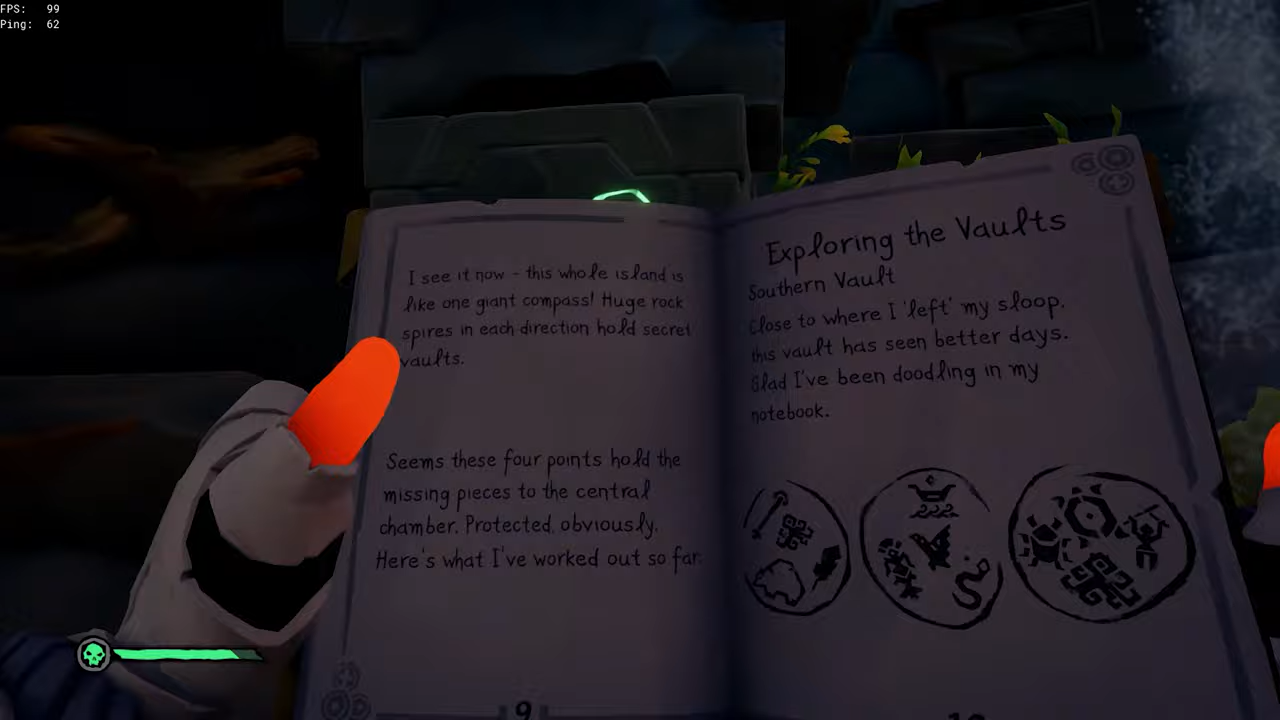 FPS: 99
Ping: 62
I see it now - this whole island is
like one giant compass! Huge rock
spires in each direction hold secret
vaults.
Seems these four points hold the
missing pieces to the central
chamber. Protected, obviously.
Here's what I've worked out so far.
9
Exploring the Vaults
Southern Vault
Close to where I 'left' my sloop,
this vault has seen better days.
Glad I've been doodling in my
notebook.
10